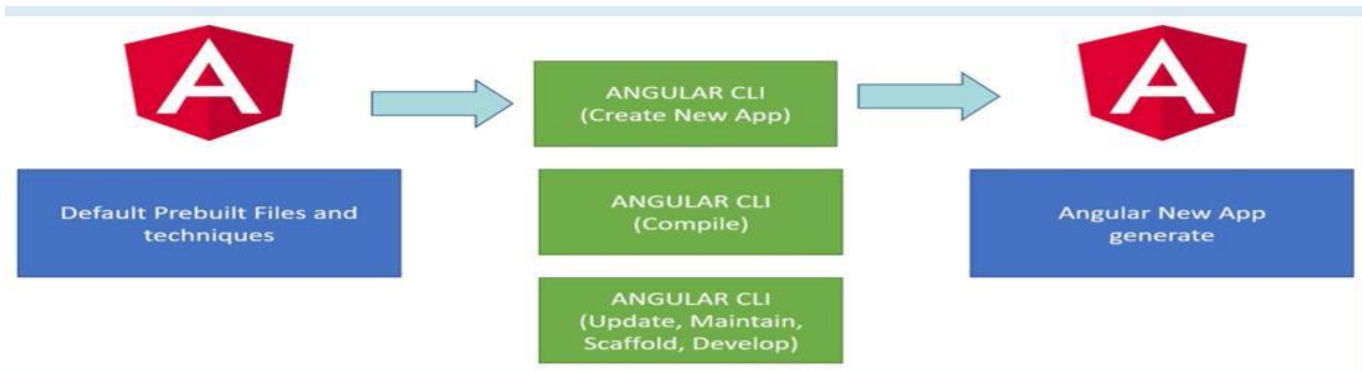 A
Default Prebuilt Files and
techniques
ANGULAR CLI
(Create New App)
ANGULAR CLI
(Compile)
ANGULAR CLI
(Update, Maintain,
Scaffold, Develop)
A
Angular New App
generate